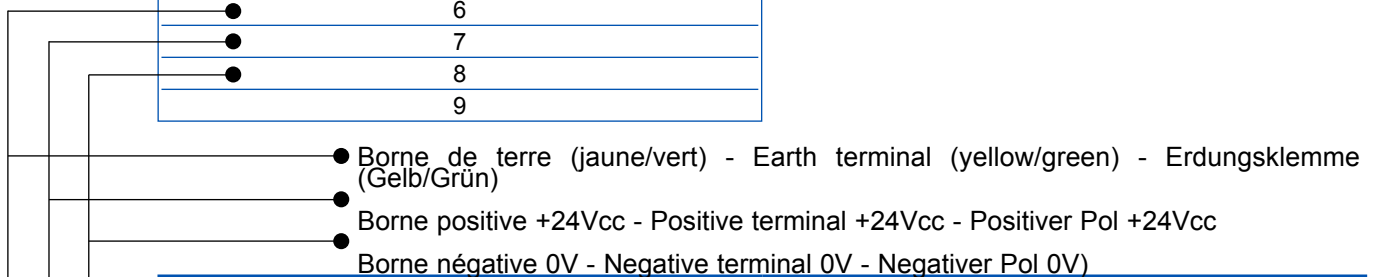 6
7
8
9
Borne de terre (jaune/vert) - Earth terminal (yellow/green) - Erdungsklemme
(Gelb/Grün)
Borne positive +24Vcc - Positive terminal +24Vcc - Positiver Pol +24Vcc
Borne négative 0V - Negative terminal 0V - Negativer Pol 0V)